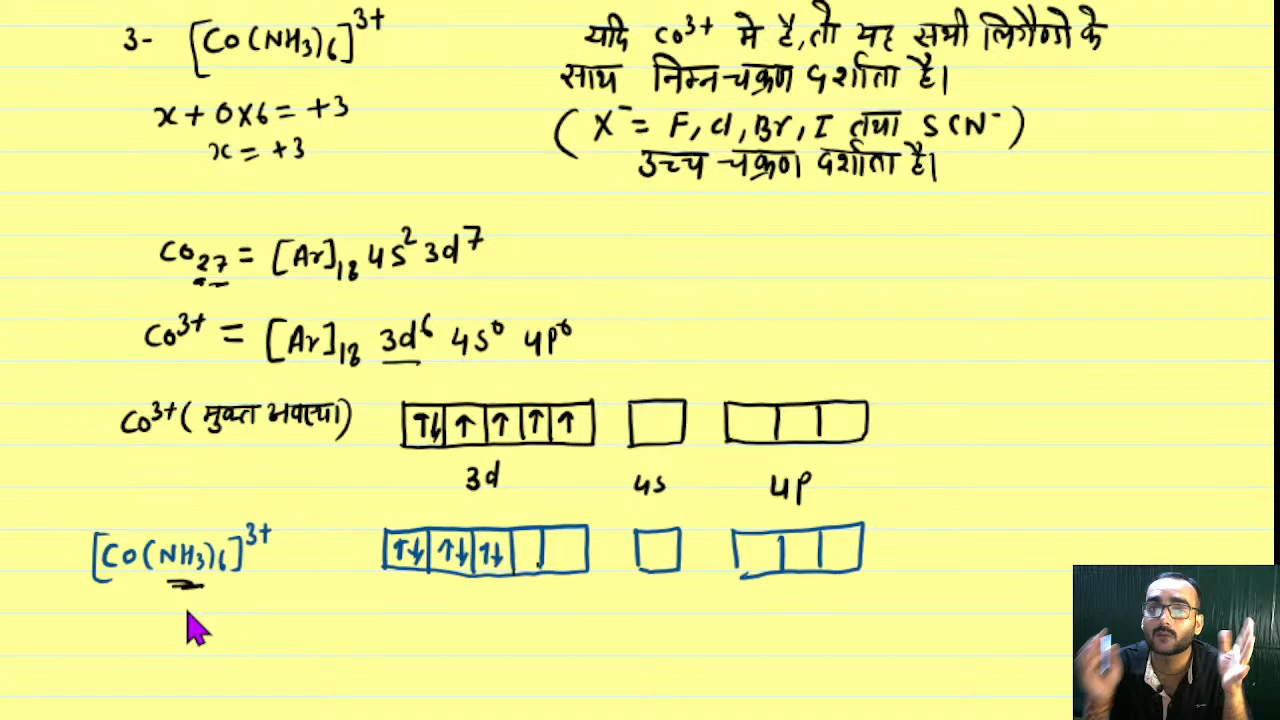 3- [Co(NH₃)₆]³⁺
x + 0×6 = +3
x = +3
यदि Co³⁺ मे है, तो यह सभी लिगैण्डो के
साथ निम्न चक्रण दर्शाता है।
(X⁻ = F, Cl, Br, I तथा SCN⁻)
उच्च चक्रण दर्शाता है।
Co₂₇ = [Ar]₁₈ 4s² 3d⁷
Co³⁺ = [Ar]₁₈ 3d⁶ 4s⁰ 4p⁰
Co³⁺ (मुक्त अवस्था) ↑↓ ↑ ↑ ↑ ↑
3d 4s 4p
[Co(NH₃)₆]³⁺ ↑↓ ↑↓ ↑↓